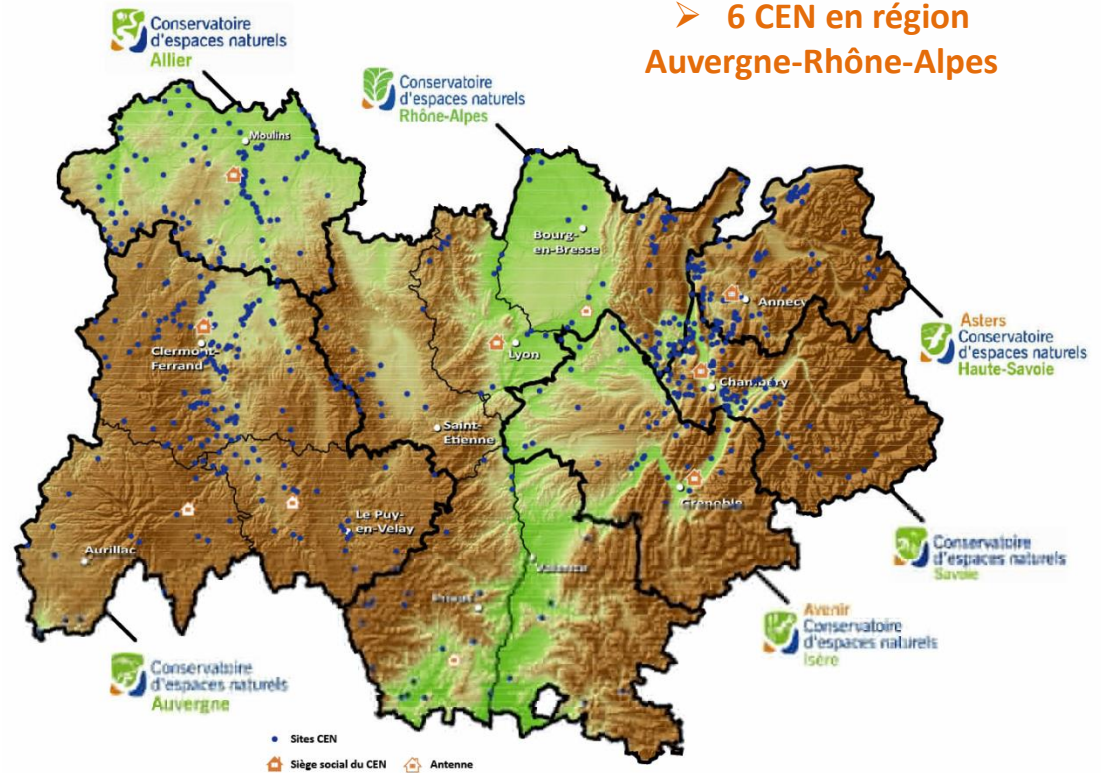 ➢ 6 CEN en région
Auvergne-Rhône-Alpes
Conservatoire
d'espaces naturels
Allier
Conservatoire
d'espaces naturels
Rhône-Alpes
Moulins
Bourg-
en-Bresse
Annecy
Asters
Conservatoire
d'espaces naturels
Haute-Savoie
Clermont-
Ferrand
Lyon
Chambéry
Saint-
Étienne
Grenoble
Le Puy-
en-Velay
Aurillac
Valence
Privas
Conservatoire
d'espaces naturels
Savoie
Avenir
Conservatoire
d'espaces naturels
Isère
Conservatoire
d'espaces naturels
Auvergne
Sites CEN
Siège social du CEN
Antenne